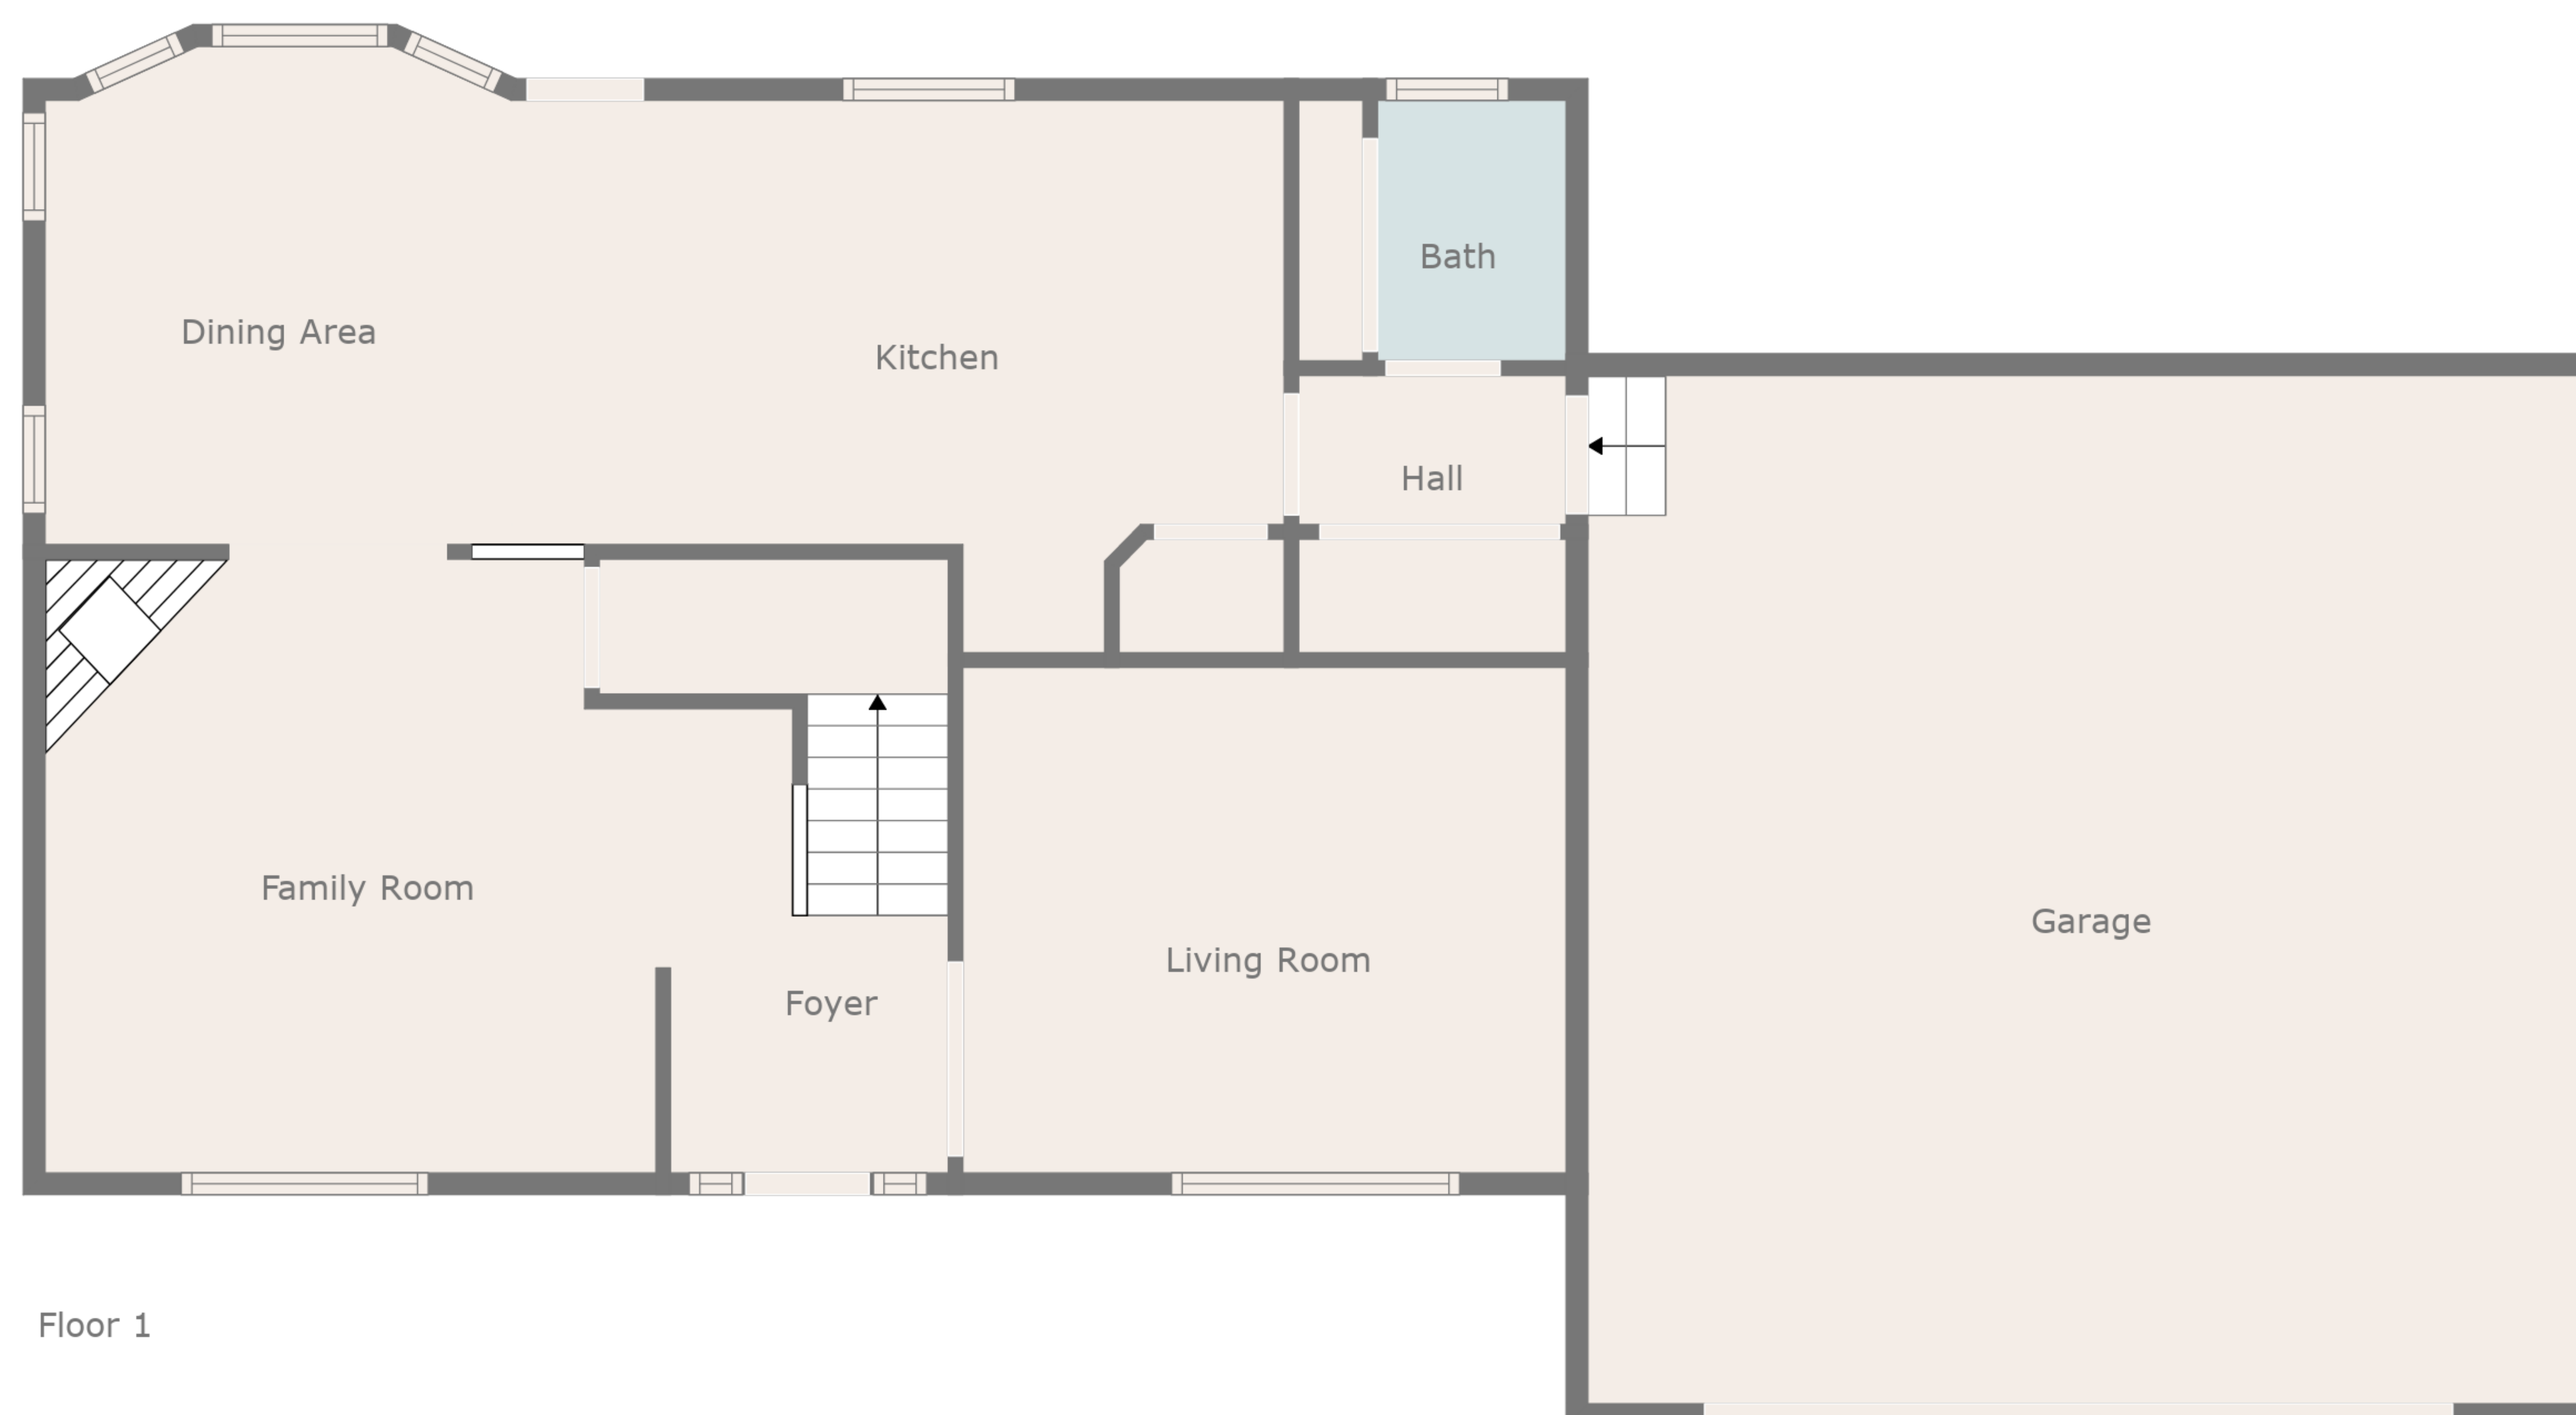 Bath
Dining Area
Kitchen
Hall
Family Room
Garage
Living Room
Foyer
Floor 1